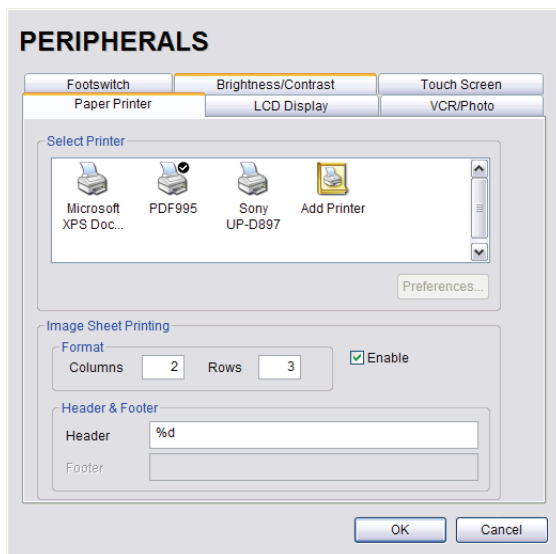 PERIPHERALS
Footswitch Brightness/Contrast Touch Screen
Paper Printer LCD Display VCR/Photo
Select Printer
Microsoft PDF995 Sony Add Printer
XPS Doc... UP-D897
Preferences...
Image Sheet Printing
Format
Columns 2 Rows 3 Enable
Header & Footer
Header %d
Footer
OK Cancel